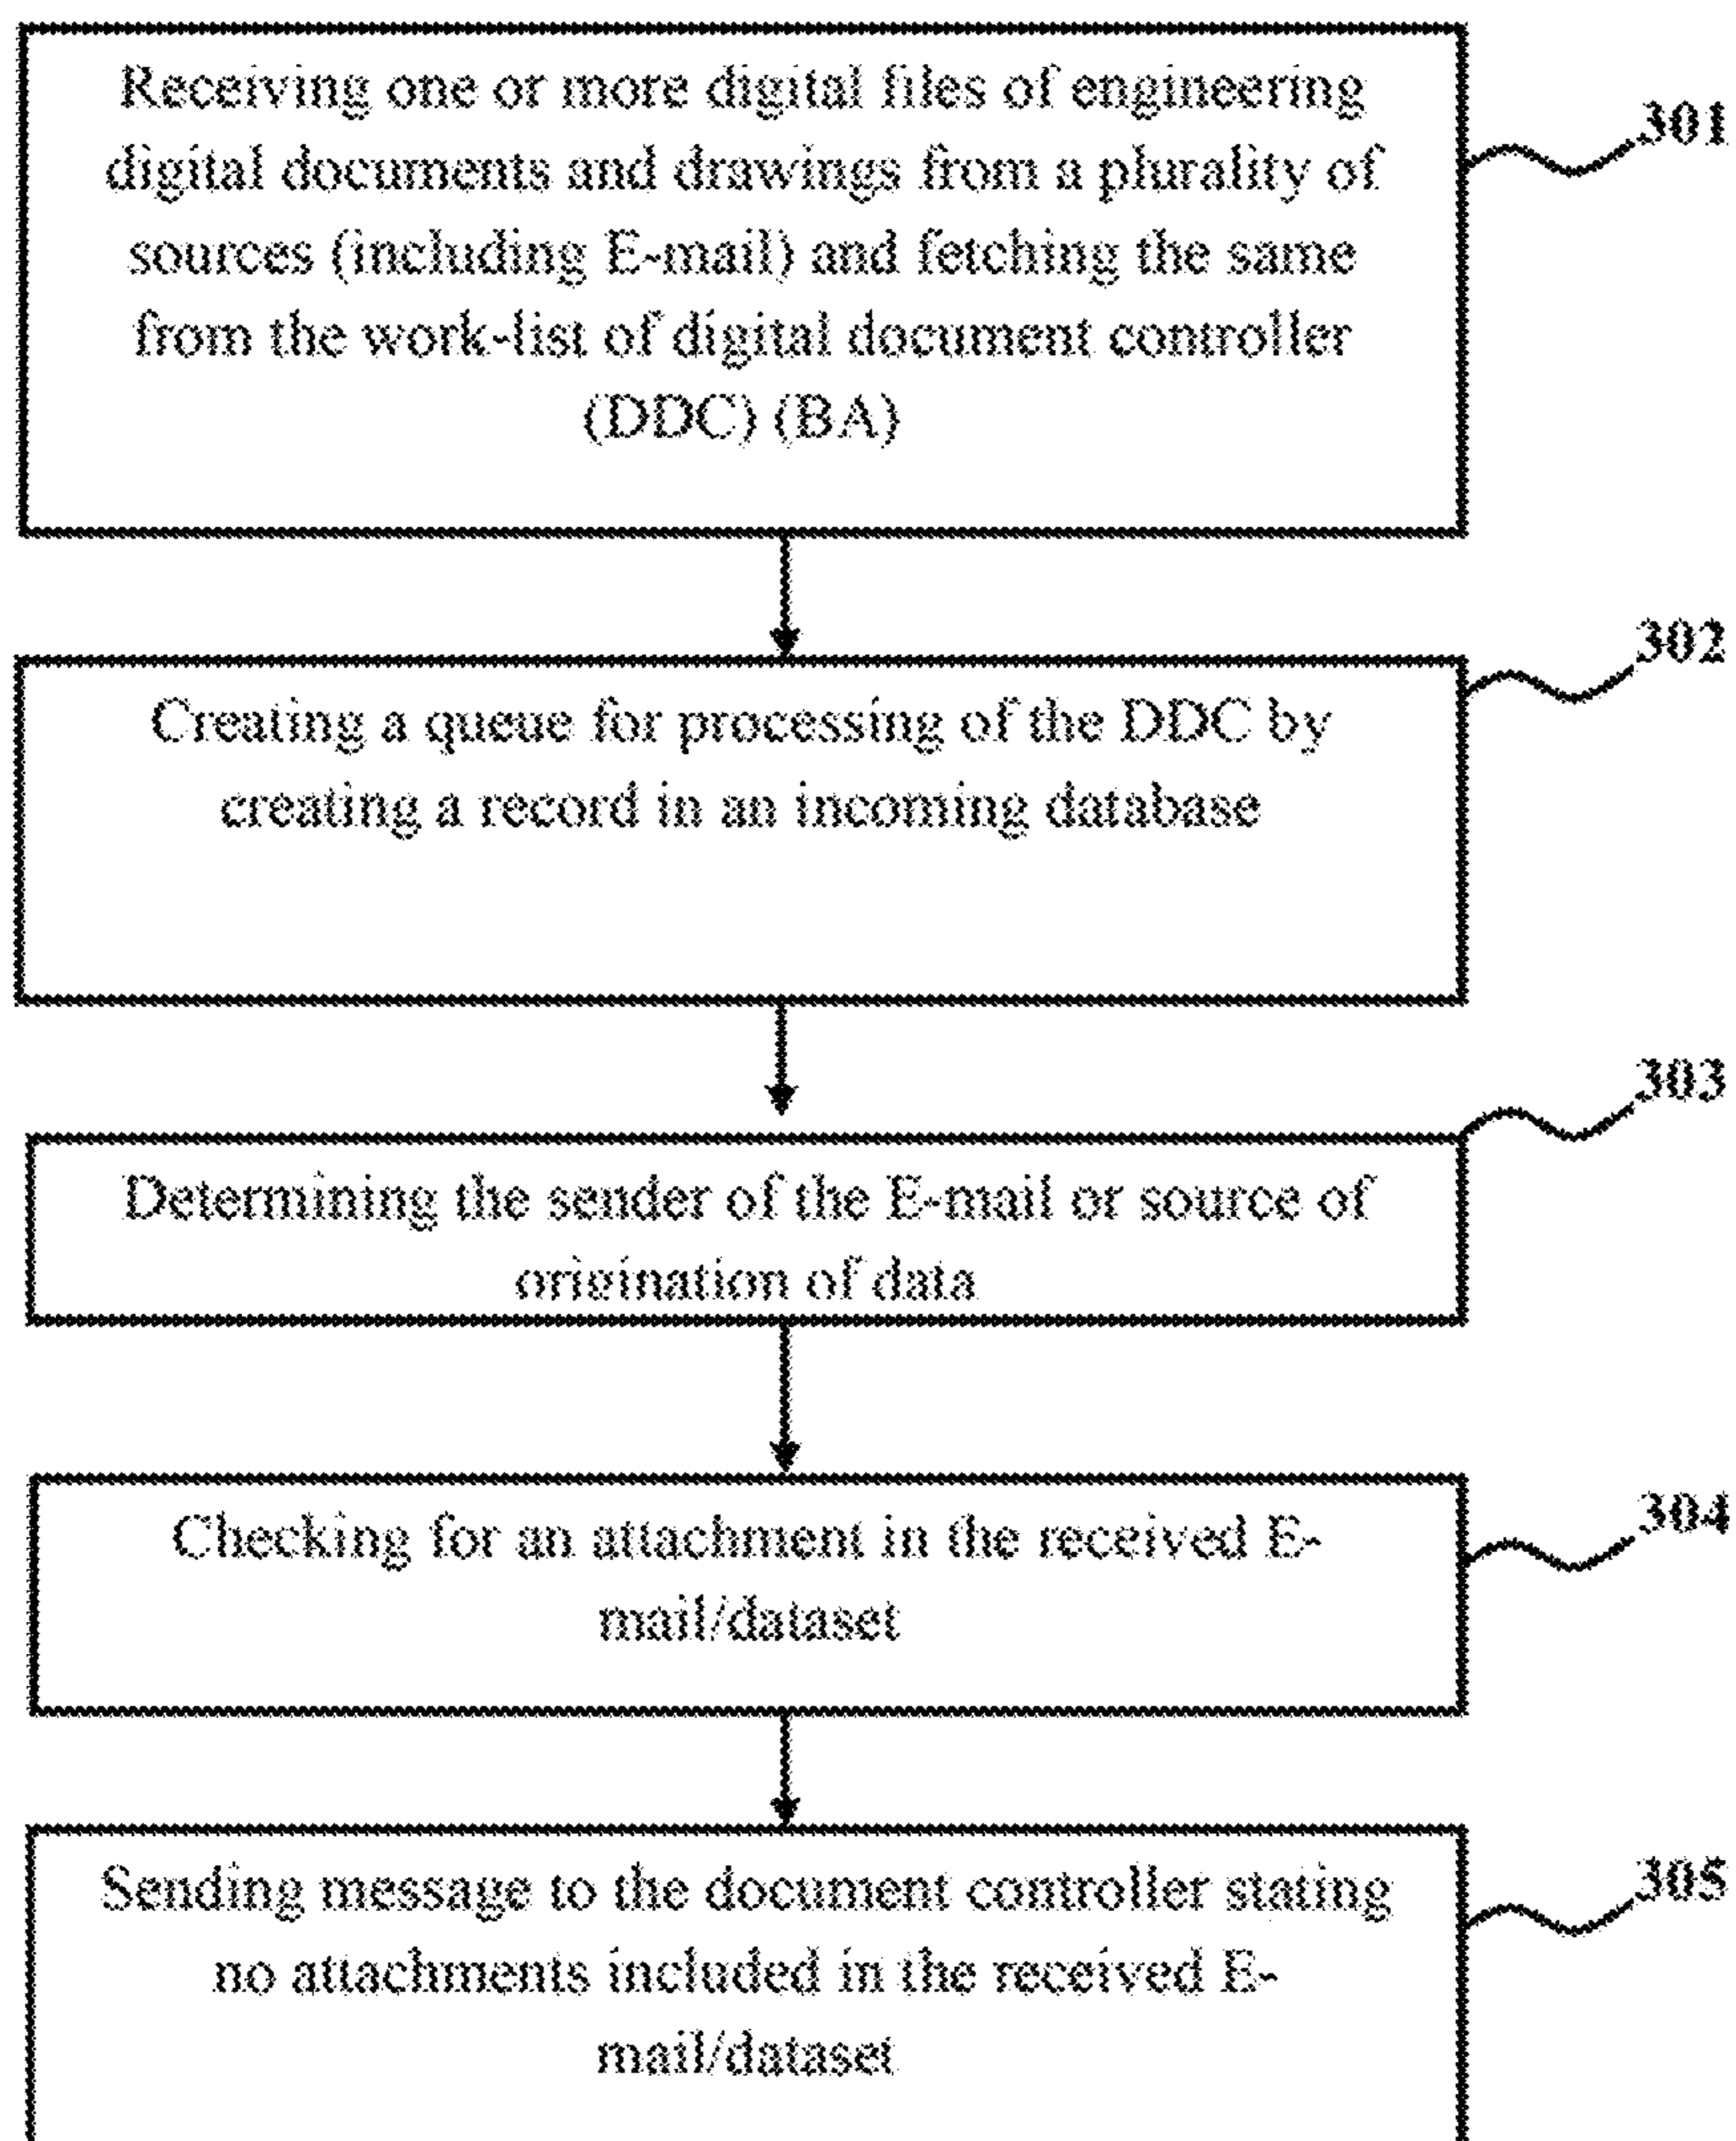 Receiving one or more digital files of engineering
digital documents and drawings from a plurality of
sources (including E-mail) and fetching the same
from the work-list of digital document controller
(DDC) (BA)
301
Creating a queue for processing of the DDC by
creating a record in an incoming database
302
Determining the sender of the E-mail or source of
origination of data
303
Checking for an attachment in the received E-
mail/dataset
304
Sending message to the document controller stating
no attachments included in the received E-
mail/dataset
305